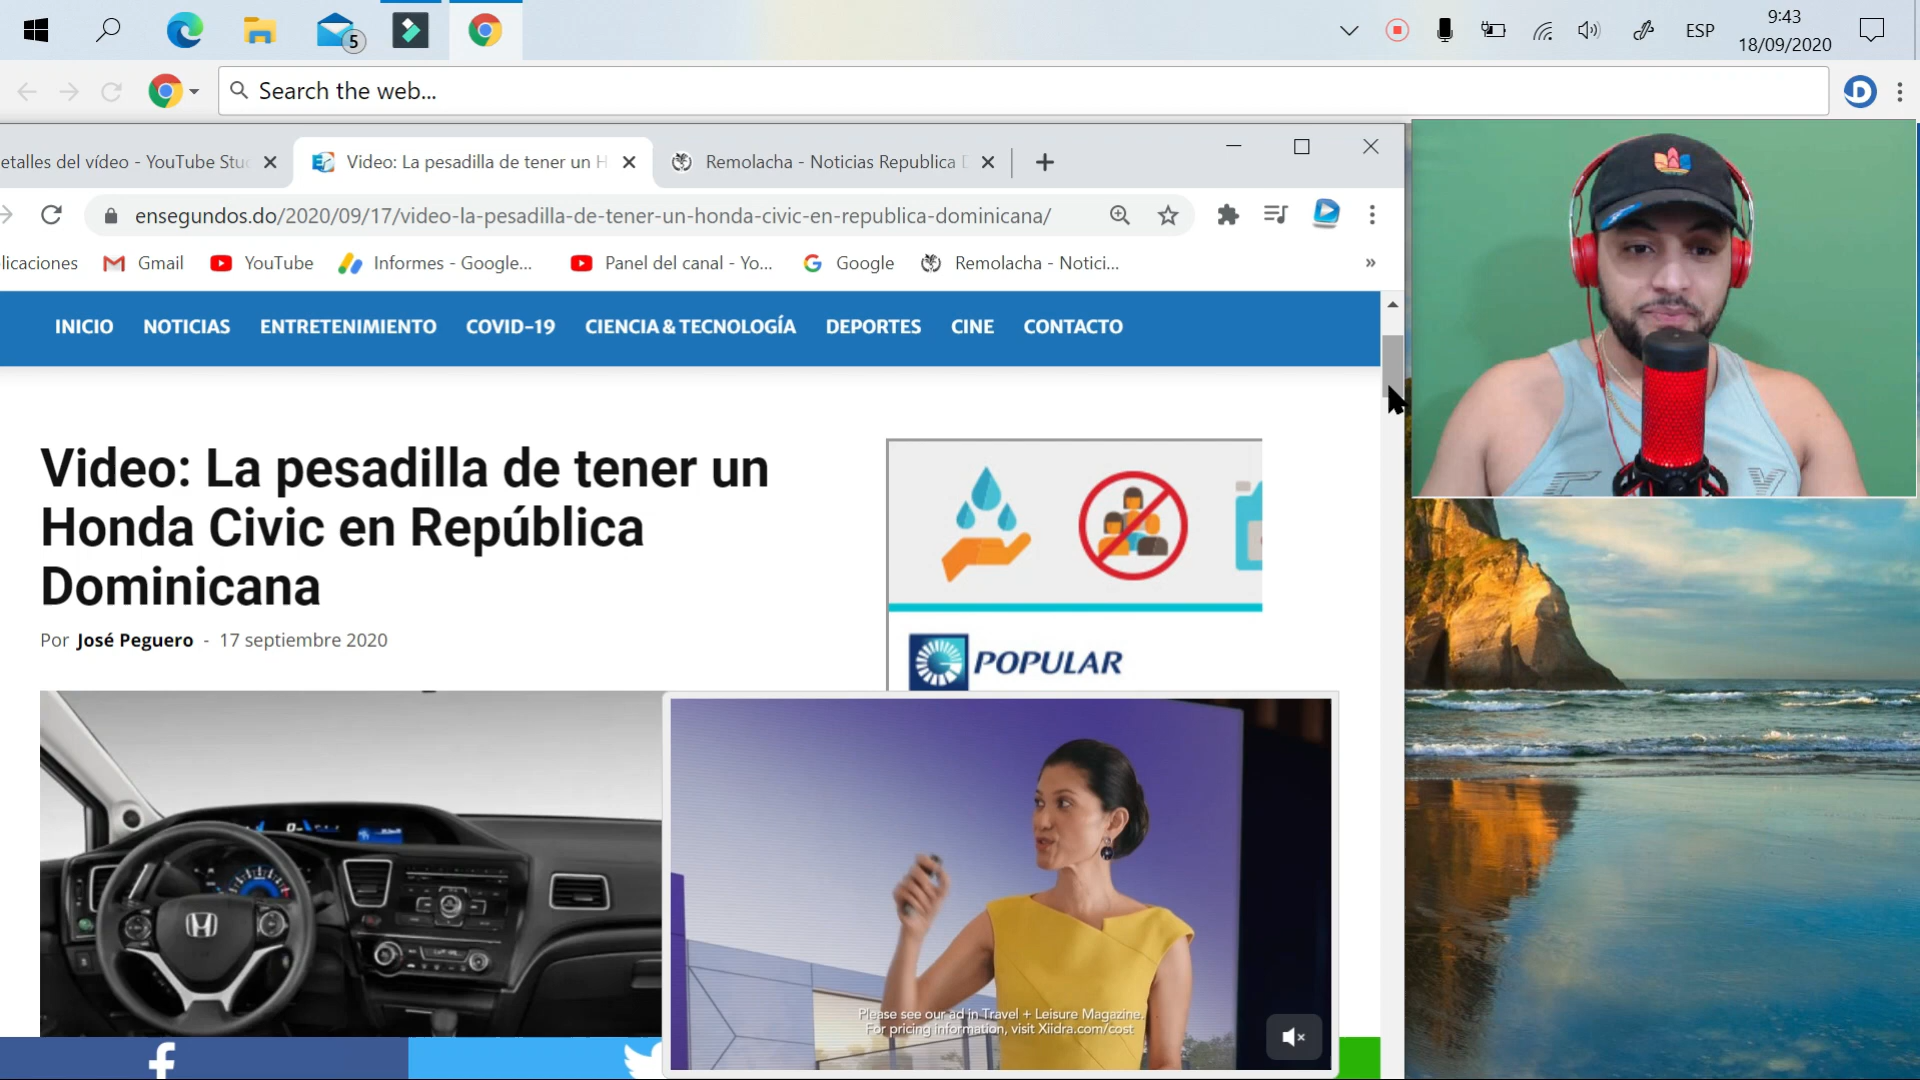 5
ESP
9:43
18/09/2020
Search the web...
etalles del vídeo - YouTube Stu
Video: La pesadilla de tener un H
Remolacha - Noticias Republica D
ensegundos.do/2020/09/17/video-la-pesadilla-de-tener-un-honda-civic-en-republica-dominicana/
licaciones
Gmail
YouTube
Informes - Google...
Panel del canal - Yo...
Google
Remolacha - Notici...
»
INICIO
NOTICIAS
ENTRETENIMIENTO
COVID-19
CIENCIA & TECNOLOGÍA
DEPORTES
CINE
CONTACTO
Video: La pesadilla de tener un
Honda Civic en República
Dominicana
Por José Peguero - 17 septiembre 2020
POPULAR
Please see our ad in Travel + Leisure Magazine.
For pricing information, visit Xiidra.com/cost